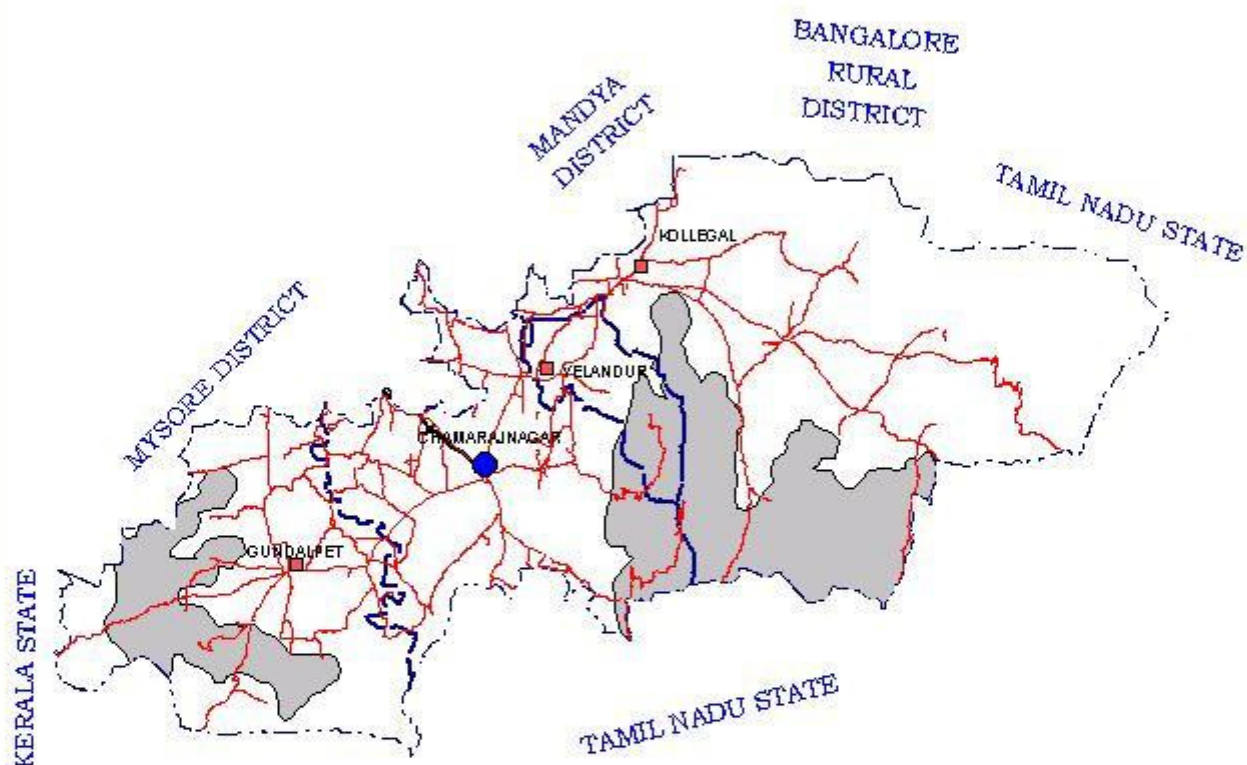 BANGALORE
RURAL
DISTRICT
MANDYA
DISTRICT
TAMIL NADU STATE
KOLLEGAL
MYSORE DISTRICT
YELANDUR
CHAMARAJNAGAR
GUNDALPET
KERALA STATE
TAMIL NADU STATE